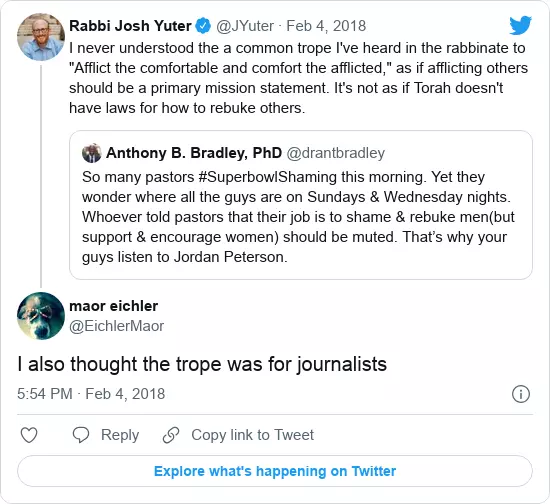 Rabbi Josh Yuter @JYuter · Feb 4, 2018
I never understood the a common trope I've heard in the rabbinate to
"Afflict the comfortable and comfort the afflicted," as if afflicting others
should be a primary mission statement. It's not as if Torah doesn't
have laws for how to rebuke others.
Anthony B. Bradley, PhD @drantbradley
So many pastors #SuperbowlShaming this morning. Yet they
wonder where all the guys are on Sundays & Wednesday nights.
Whoever told pastors that their job is to shame & rebuke men(but
support & encourage women) should be muted. That’s why your
guys listen to Jordan Peterson.
maor eichler
@EichlerMaor
I also thought the trope was for journalists
5:54 PM · Feb 4, 2018
Reply Copy link to Tweet
Explore what's happening on Twitter